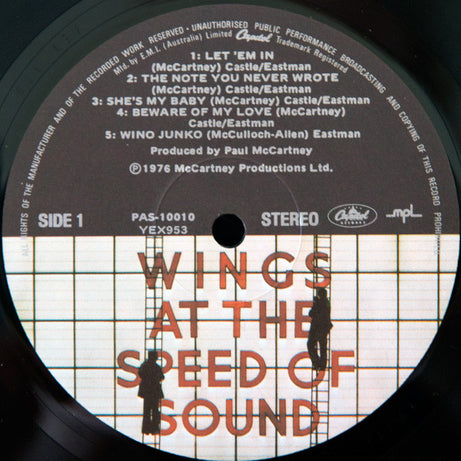 ALL RIGHTS OF THE MANUFACTURER AND OF THE RECORDED WORK RESERVED • UNAUTHORISED PUBLIC PERFORMANCE BROADCASTING AND COPYING OF THIS RECORD PROHIBITED
Mfd. by E.M.I. (Australia) Limited Capitol Trademark Registered
1: LET 'EM IN
(McCartney) Castle/Eastman
2: THE NOTE YOU NEVER WROTE
(McCartney) Castle/Eastman
3: SHE'S MY BABY (McCartney) Castle/Eastman
4: BEWARE OF MY LOVE (McCartney)
Castle/Eastman
5: WINO JUNKO (McCulloch-Allen) Eastman
Produced by Paul McCartney
Ⓟ1976 McCartney Productions Ltd.
SIDE 1
PAS-10010
YEX953
STEREO
Capitol
RECORDS
mpl
WINGS
AT THE
SPEED OF
SOUND